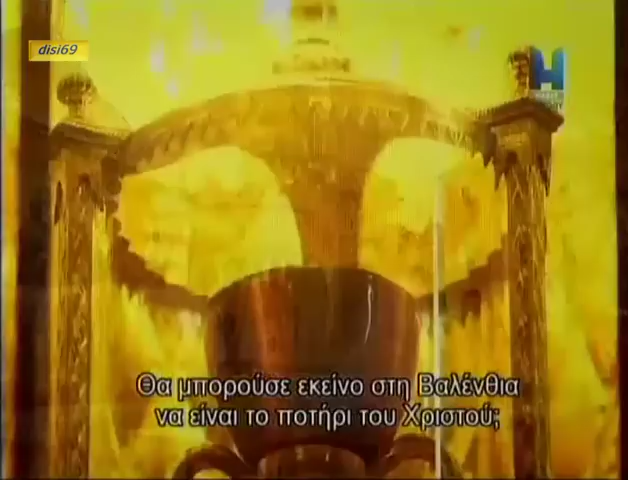 disi69
H
Θα μπορούσε εκείνο στη Βαλένθια
να είναι το ποτήρι του Χριστού;